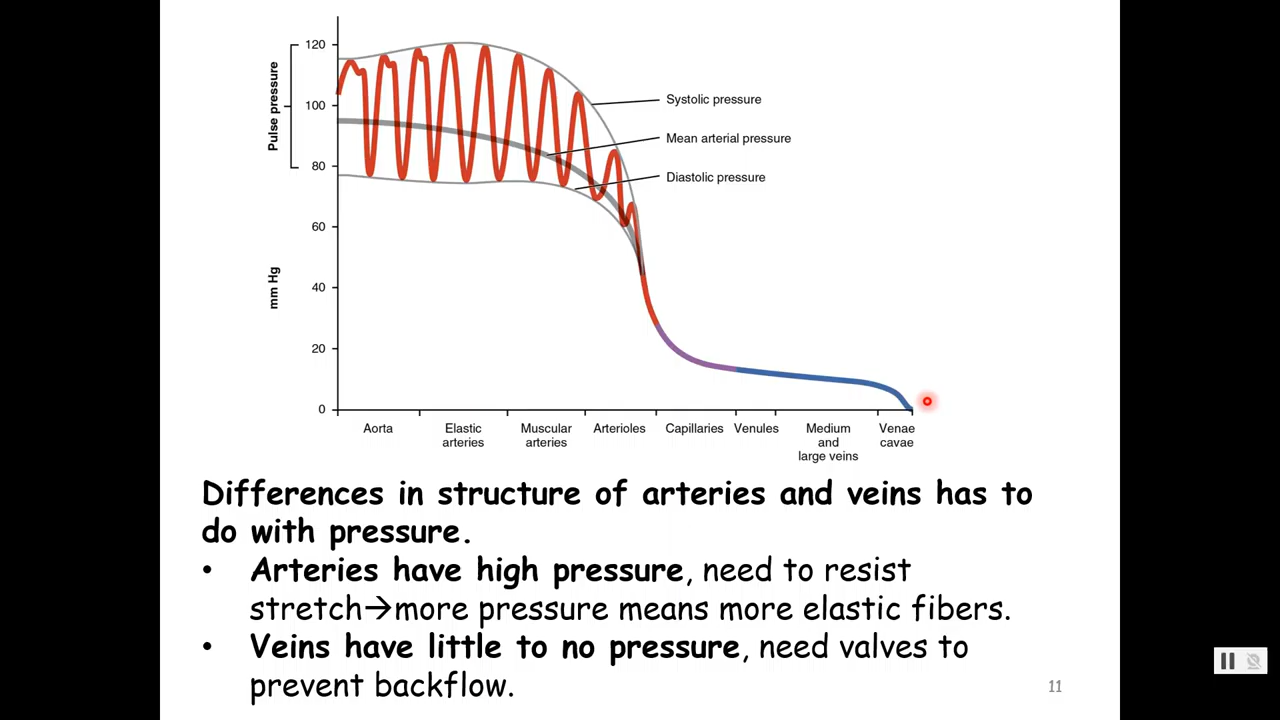 120
100
80
60
40
20
0
Pulse pressure
mm Hg
Systolic pressure
Mean arterial pressure
Diastolic pressure
Aorta
Elastic
arteries
Muscular
arteries
Arterioles
Capillaries
Venules
Medium
and
large veins
Venae
cavae
Differences in structure of arteries and veins has to
do with pressure.
• Arteries have high pressure, need to resist
stretch→more pressure means more elastic fibers.
• Veins have little to no pressure, need valves to
prevent backflow.
11